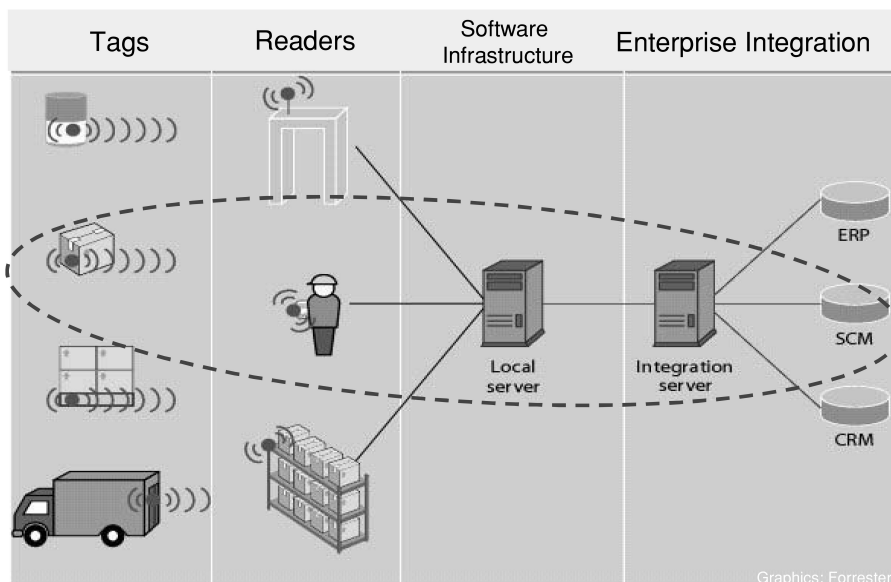 Tags
Readers
Software
Infrastructure
Enterprise Integration
ERP
SCM
CRM
Local
server
Integration
server
Graphics: Forrester